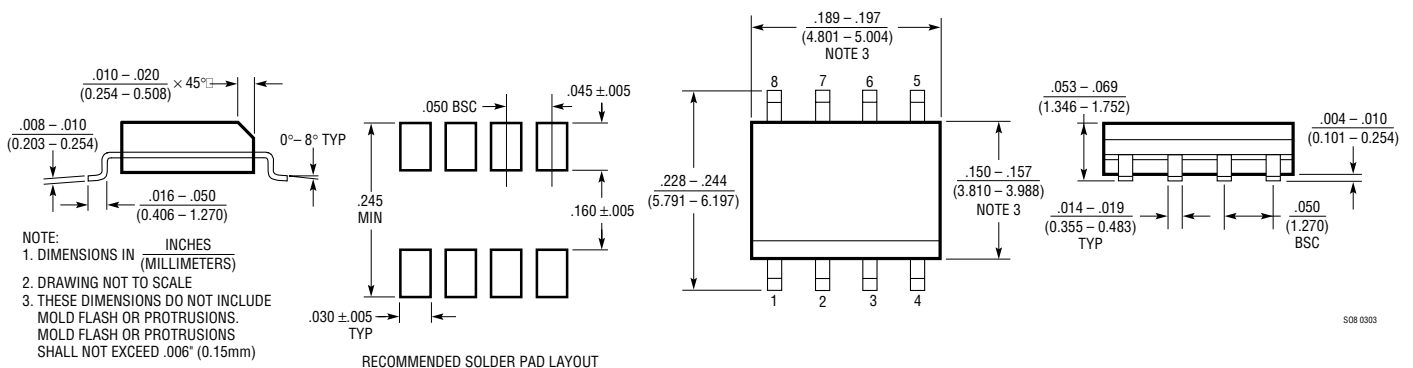 .010 – .020
(0.254 – 0.508)
× 45°
.008 – .010
(0.203 – 0.254)
0°– 8° TYP
.016 – .050
(0.406 – 1.270)
NOTE:
1. DIMENSIONS IN
INCHES
(MILLIMETERS)
2. DRAWING NOT TO SCALE
3. THESE DIMENSIONS DO NOT INCLUDE
MOLD FLASH OR PROTRUSIONS.
MOLD FLASH OR PROTRUSIONS
SHALL NOT EXCEED .006" (0.15mm)
.050 BSC
.045 ±.005
.245
MIN
.160 ±.005
.030 ±.005
TYP
RECOMMENDED SOLDER PAD LAYOUT
.189 – .197
(4.801 – 5.004)
NOTE 3
8
7
6
5
.228 – .244
(5.791 – 6.197)
.150 – .157
(3.810 – 3.988)
NOTE 3
1
2
3
4
.053 – .069
(1.346 – 1.752)
.004 – .010
(0.101 – 0.254)
.014 – .019
(0.355 – 0.483)
TYP
.050
(1.270)
BSC
SO8 0303